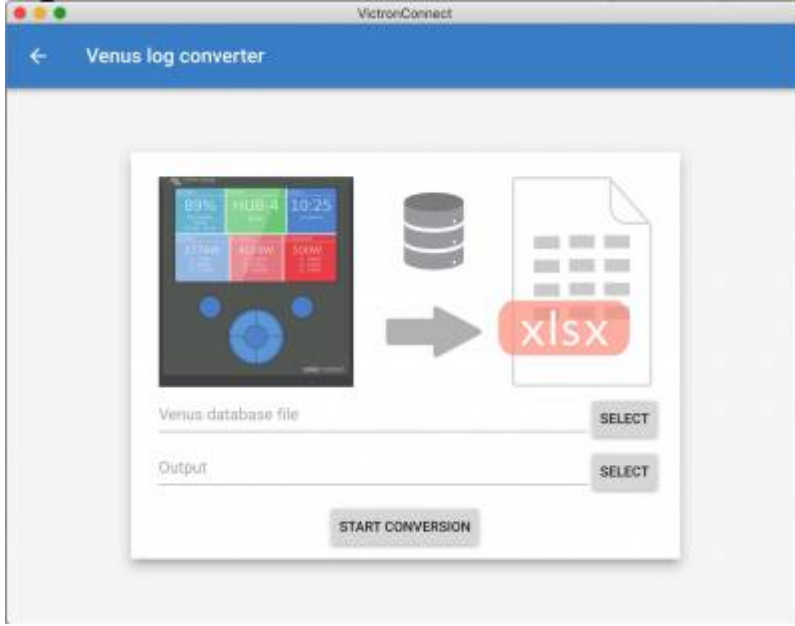 VictronConnect
Venus log converter
89%
HUB-4
10:25
xlsx
Venus database file
SELECT
Output
SELECT
START CONVERSION